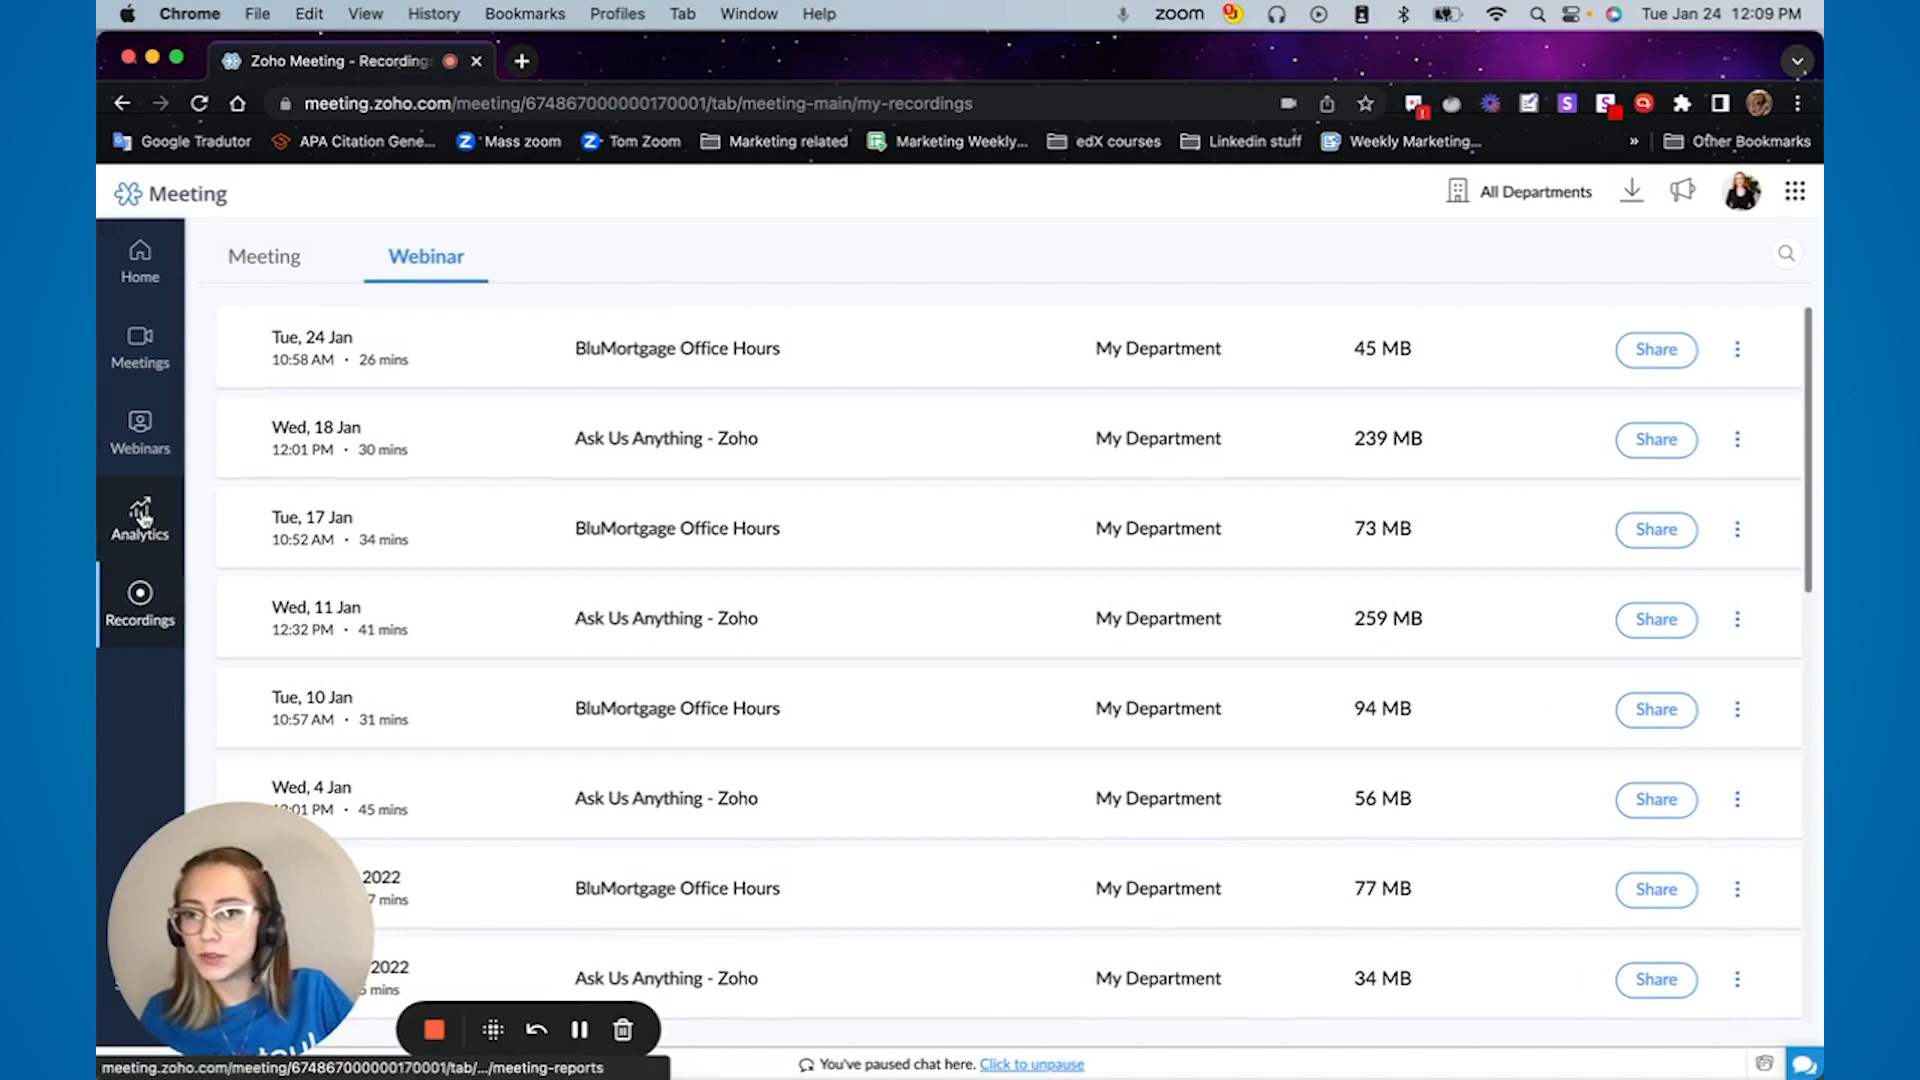 Chrome File Edit View History Bookmarks Profiles Tab Window Help zoom Tue Jan 24 12:09 PM
Zoho Meeting - Recording
meeting.zoho.com/meeting/674867000000170001/tab/meeting-main/my-recordings
Google Tradutor APA Citation Gene... Mass zoom Tom Zoom Marketing related Marketing Weekly... edX courses Linkedin stuff Weekly Marketing... » Other Bookmarks
Meeting All Departments
Home
Meetings
Webinars
Analytics
Recordings
Meeting Webinar
Tue, 24 Jan
10:58 AM · 26 mins
BluMortgage Office Hours My Department 45 MB Share
Wed, 18 Jan
12:01 PM · 30 mins
Ask Us Anything - Zoho My Department 239 MB Share
Tue, 17 Jan
10:52 AM · 34 mins
BluMortgage Office Hours My Department 73 MB Share
Wed, 11 Jan
12:32 PM · 41 mins
Ask Us Anything - Zoho My Department 259 MB Share
Tue, 10 Jan
10:57 AM · 31 mins
BluMortgage Office Hours My Department 94 MB Share
Wed, 4 Jan
:01 PM · 45 mins
Ask Us Anything - Zoho My Department 56 MB Share
2022
7 mins
BluMortgage Office Hours My Department 77 MB Share
2022
mins
Ask Us Anything - Zoho My Department 34 MB Share
You've paused chat here. Click to unpause
meeting.zoho.com/meeting/674867000000170001/tab/.../meeting-reports